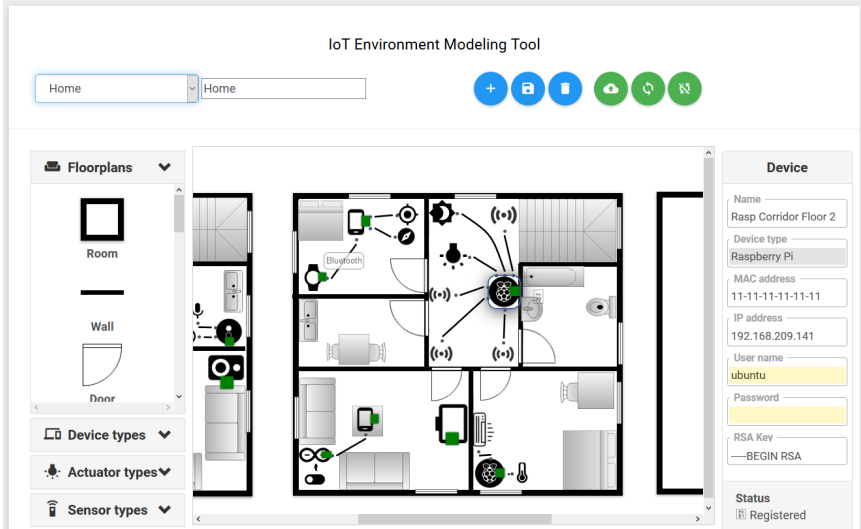 IoT Environment Modeling Tool
Home
Home
Floorplans
Room
Wall
Door
Device types
Actuator types
Sensor types
Bluetooth
Device
Name
Rasp Corridor Floor 2
Device type
Raspberry Pi
MAC address
11-11-11-11-11-11
IP address
192.168.209.141
User name
ubuntu
Password
RSA Key
-----BEGIN RSA
Status
Registered